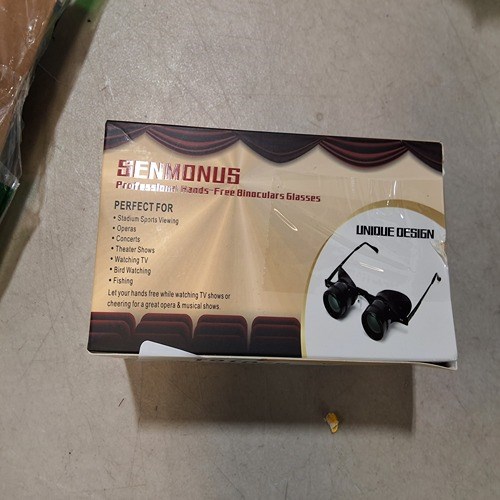 SENMONUS
Professional Hands-Free Binoculars Glasses
PERFECT FOR
• Stadium Sports Viewing
• Operas
• Concerts
• Theater Shows
• Watching TV
• Bird Watching
• Fishing
Let your hands free while watching TV shows or
cheering for a great opera & musical shows
UNIQUE DESIGN